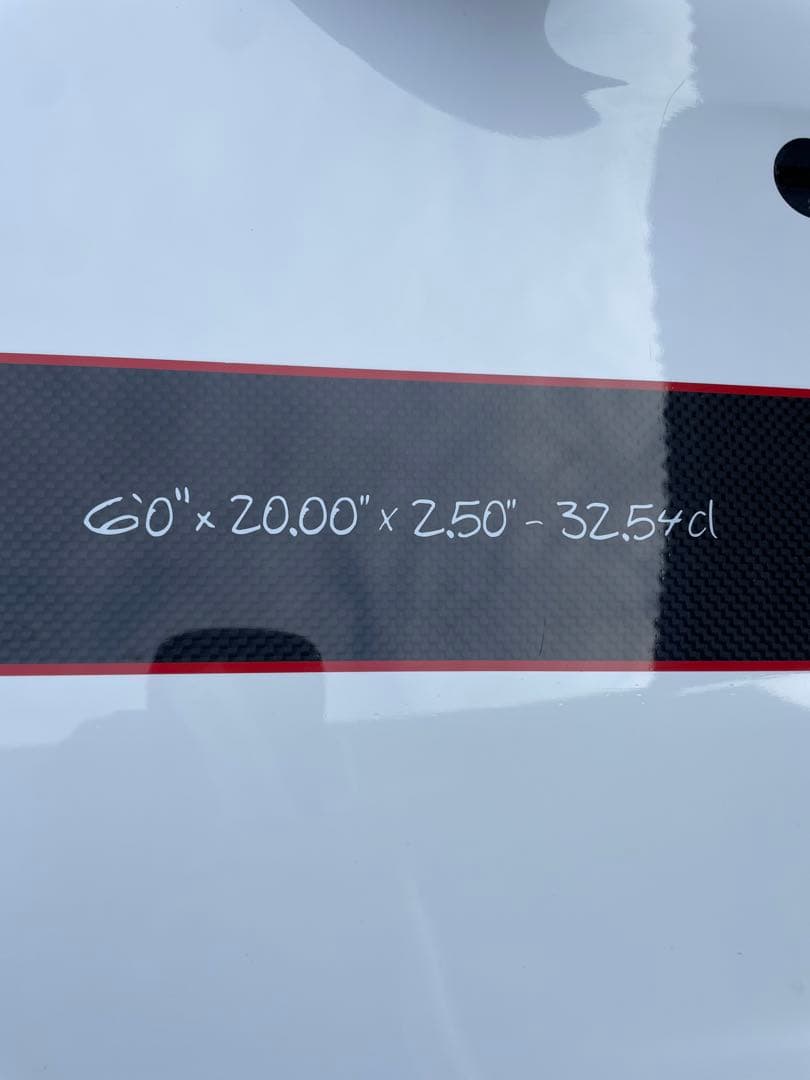 6'0" x 20.00" x 2.50" - 32.54cl